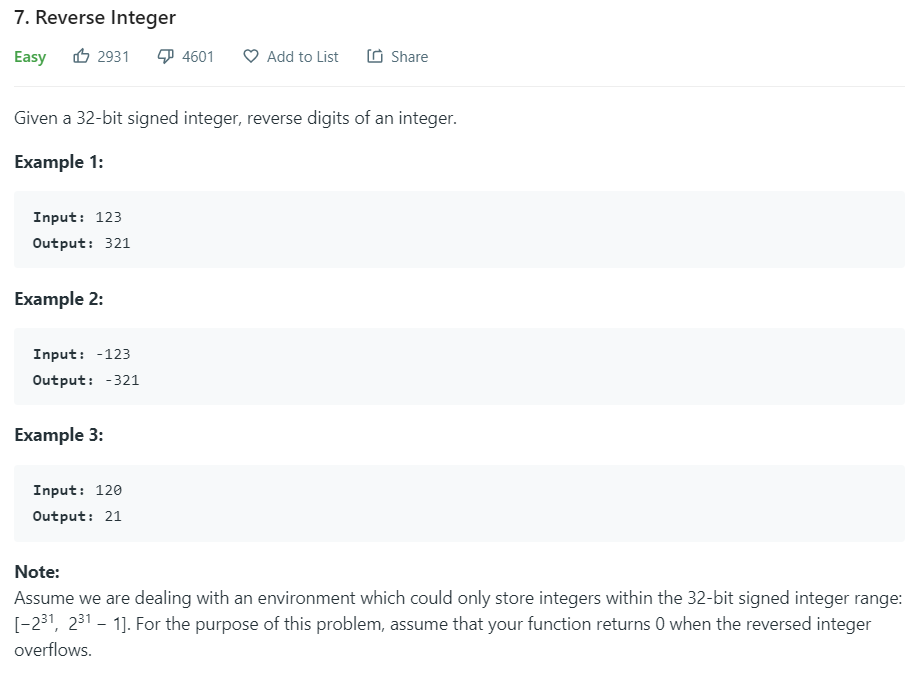 7. Reverse Integer
Easy 2931 4601 Add to List Share
Given a 32-bit signed integer, reverse digits of an integer.
Example 1:
Input: 123
Output: 321
Example 2:
Input: -123
Output: -321
Example 3:
Input: 120
Output: 21
Note:
Assume we are dealing with an environment which could only store integers within the 32-bit signed integer range:
[−2³¹, 2³¹ − 1]. For the purpose of this problem, assume that your function returns 0 when the reversed integer
overflows.